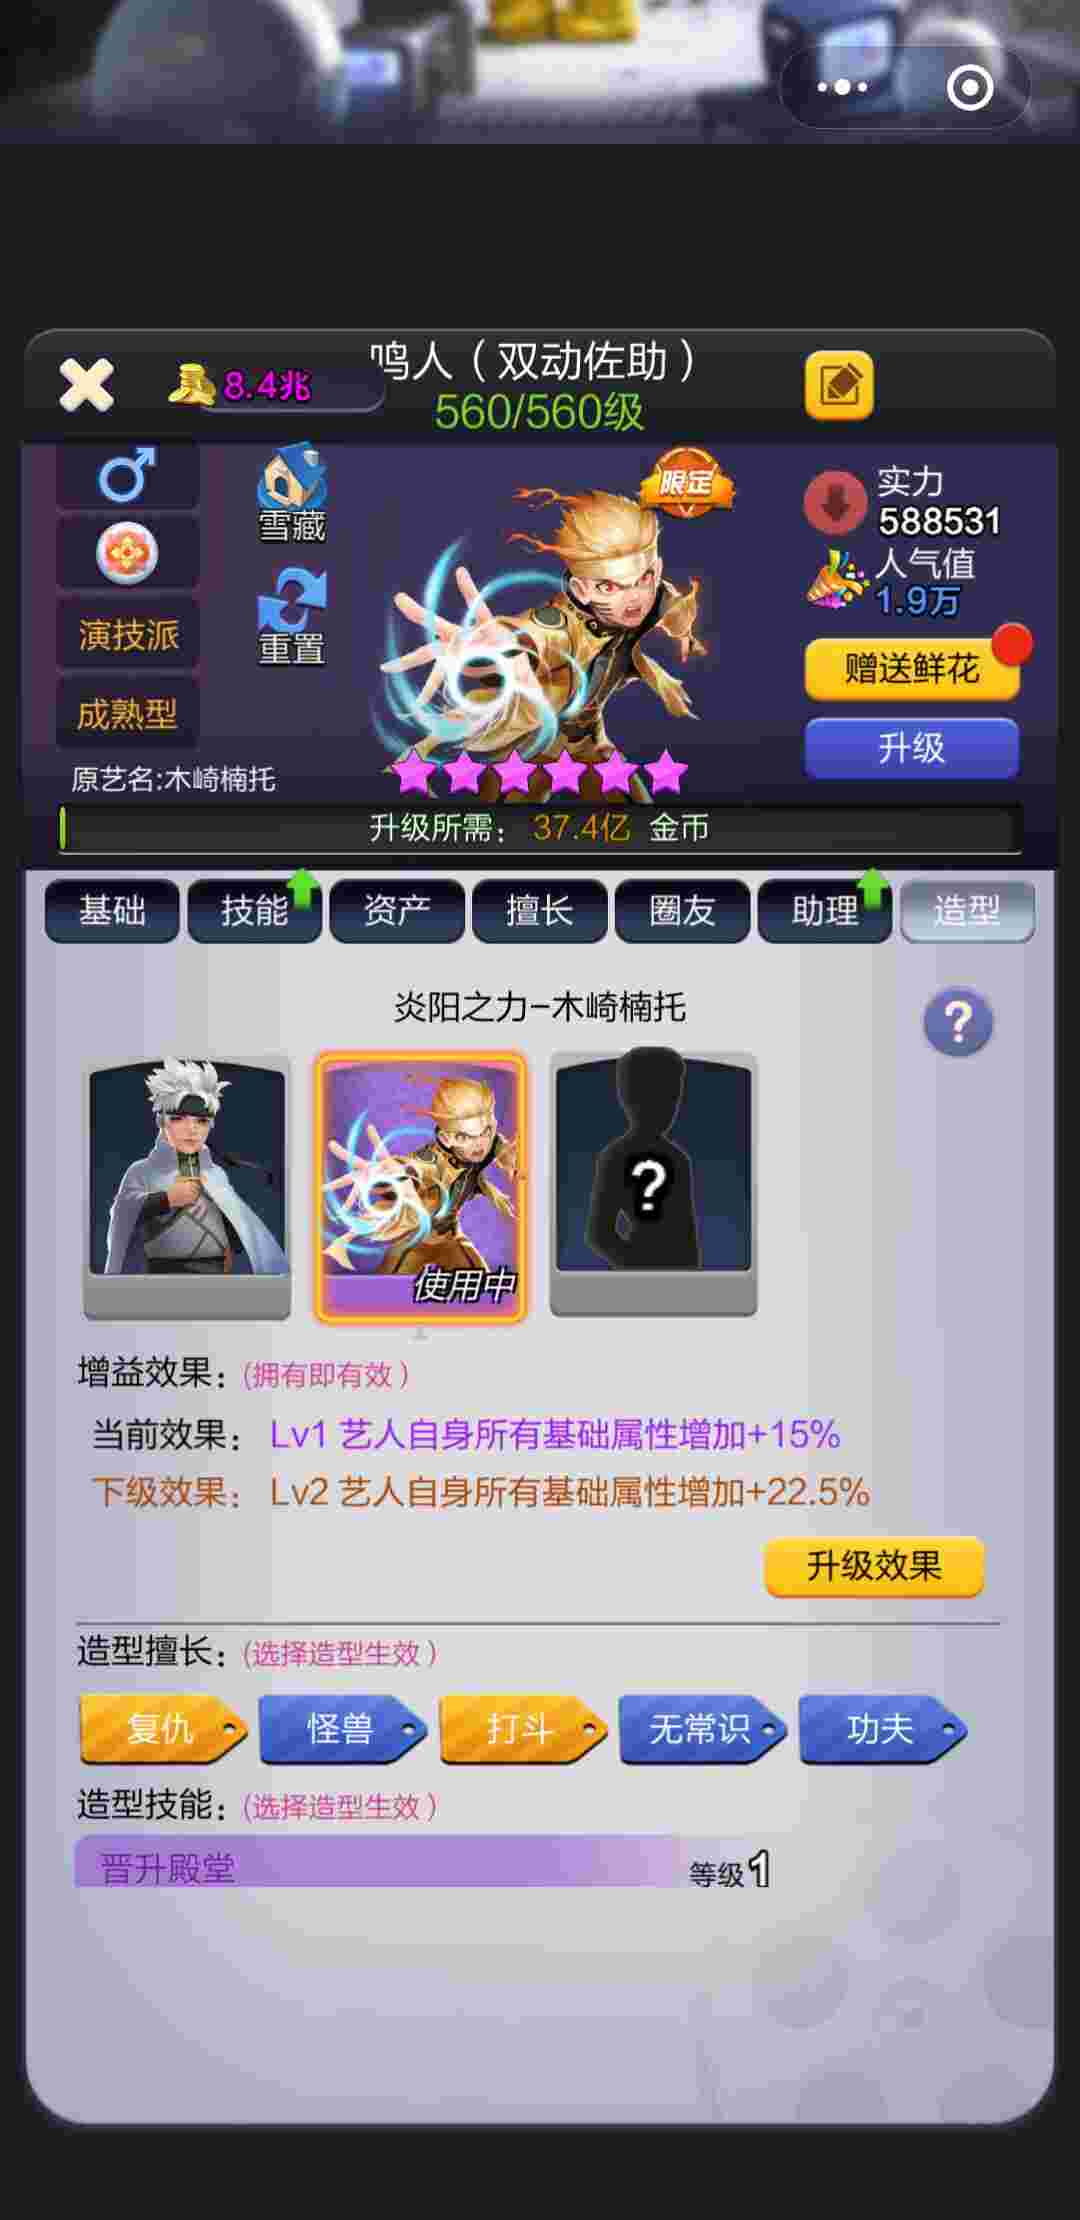 8.4兆
鸣人（双动佐助）
560/560级
雪藏
重置
演技派
成熟型
原艺名:木崎楠托
限定
实力
588531
人气值
1.9万
赠送鲜花
升级
升级所需： 37.4亿 金币
基础 技能 资产 擅长 圈友 助理 造型
炎阳之力-木崎楠托
?
使用中
?
增益效果：(拥有即有效)
当前效果： Lv1 艺人自身所有基础属性增加+15%
下级效果： Lv2 艺人自身所有基础属性增加+22.5%
升级效果
造型擅长：(选择造型生效)
复仇 怪兽 打斗 无常识 功夫
造型技能：(选择造型生效)
晋升殿堂 等级1